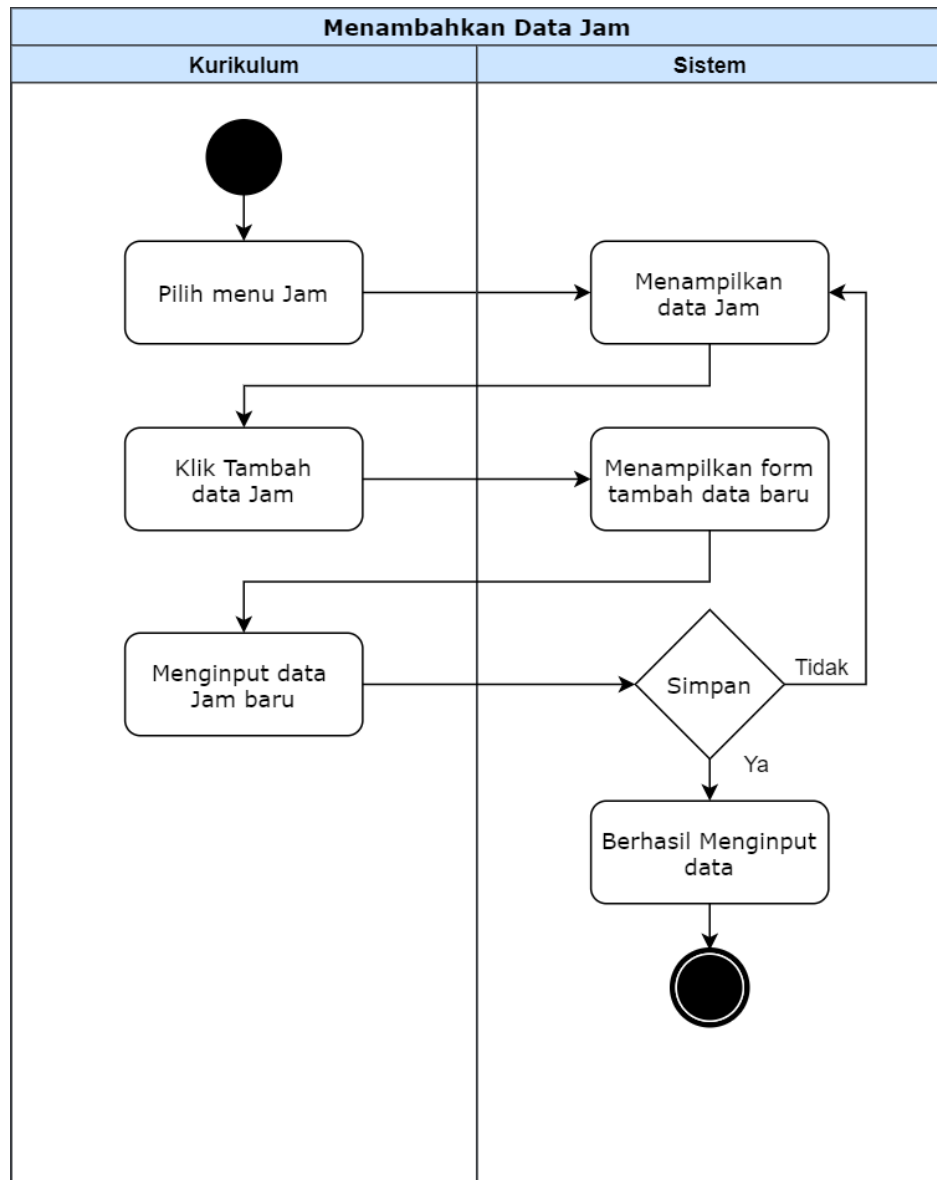 Menambahkan Data Jam
Kurikulum
Sistem
Pilih menu Jam
Menampilkan
data Jam
Klik Tambah
data Jam
Menampilkan form
tambah data baru
Menginput data
Jam baru
Simpan
Tidak
Ya
Berhasil Menginput
data